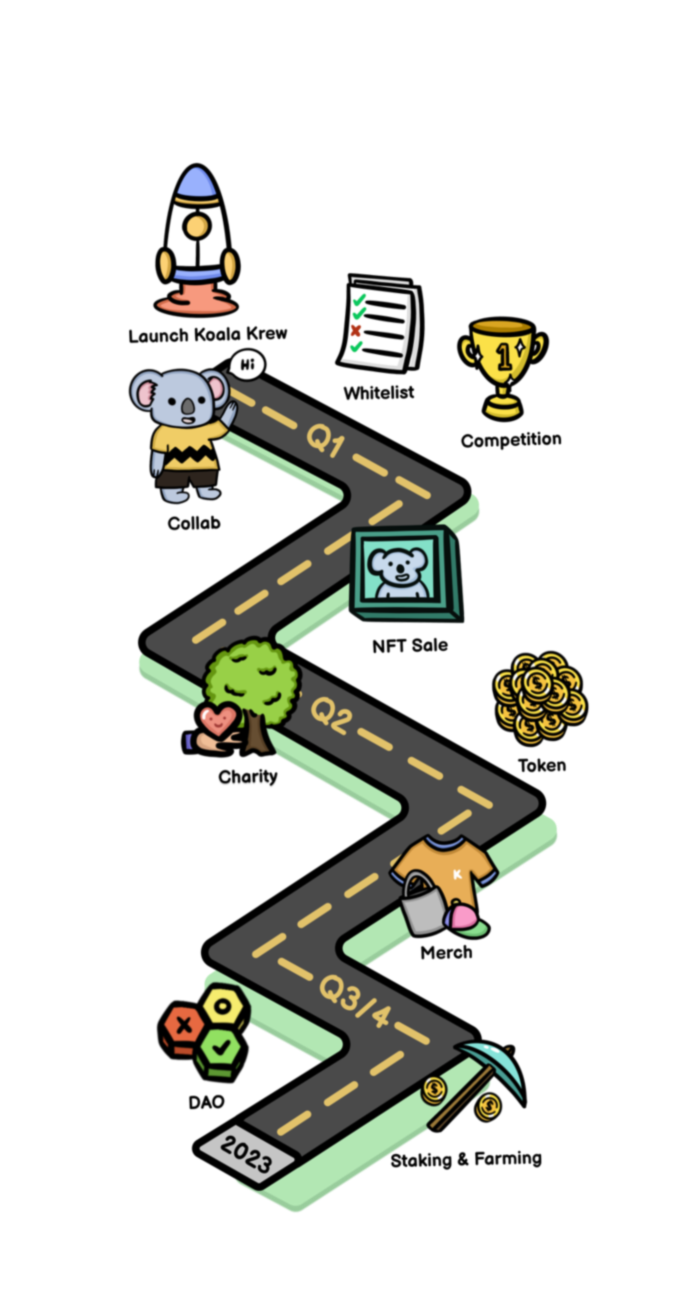 Launch Koala Krew
Hi
Whitelist
1
Competition
Q1
Collab
NFT Sale
Q2
Charity
Token
K
Merch
Q3/4
DAO
2023
Staking & Farming